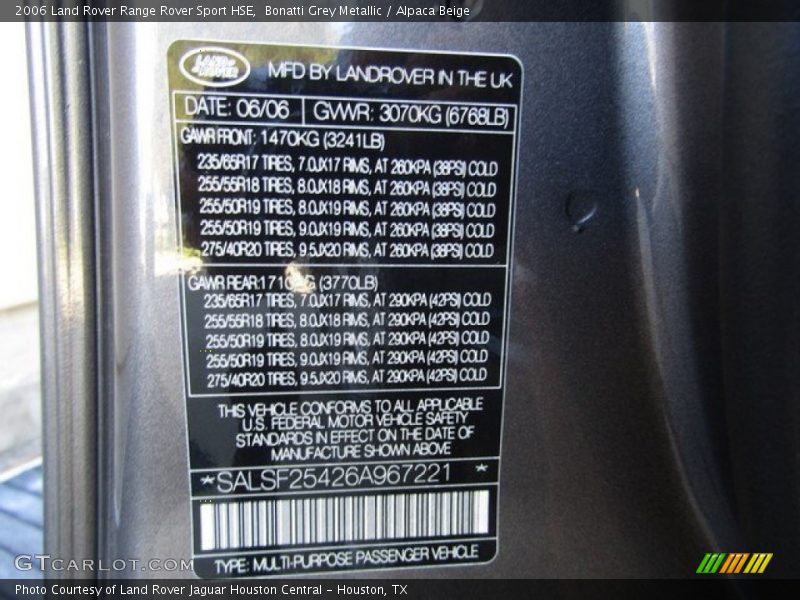 2006 Land Rover Range Rover Sport HSE,  Bonatti Grey Metallic / Alpaca Beige
LAND ROVER
MFD BY LANDROVER IN THE UK
DATE: 06/06 GVWR: 3070KG (6768LB)
GAWR FRONT: 1470KG (3241LB)
235/65R17 TIRES, 7.0JX17 RIMS, AT 260KPA (38PSI) COLD
255/55R18 TIRES, 8.0JX18 RIMS, AT 260KPA (38PSI) COLD
255/50R19 TIRES, 8.0JX19 RIMS, AT 260KPA (38PSI) COLD
255/50R19 TIRES, 9.0JX19 RIMS, AT 260KPA (38PSI) COLD
275/40R20 TIRES, 9.5JX20 RIMS, AT 260KPA (38PSI) COLD
GAWR REAR: 1710KG (3770LB)
235/65R17 TIRES, 7.0JX17 RIMS, AT 290KPA (42PSI) COLD
255/55R18 TIRES, 8.0JX18 RIMS, AT 290KPA (42PSI) COLD
255/50R19 TIRES, 8.0JX19 RIMS, AT 290KPA (42PSI) COLD
255/50R19 TIRES, 9.0JX19 RIMS, AT 290KPA (42PSI) COLD
275/40R20 TIRES, 9.5JX20 RIMS, AT 290KPA (42PSI) COLD
THIS VEHICLE CONFORMS TO ALL APPLICABLE
U.S. FEDERAL MOTOR VEHICLE SAFETY
STANDARDS IN EFFECT ON THE DATE OF
MANUFACTURE SHOWN ABOVE
*SALSF25426A967221 *
TYPE: MULTI-PURPOSE PASSENGER VEHICLE
GTCARLOT.COM
Photo Courtesy of Land Rover Jaguar Houston Central - Houston, TX